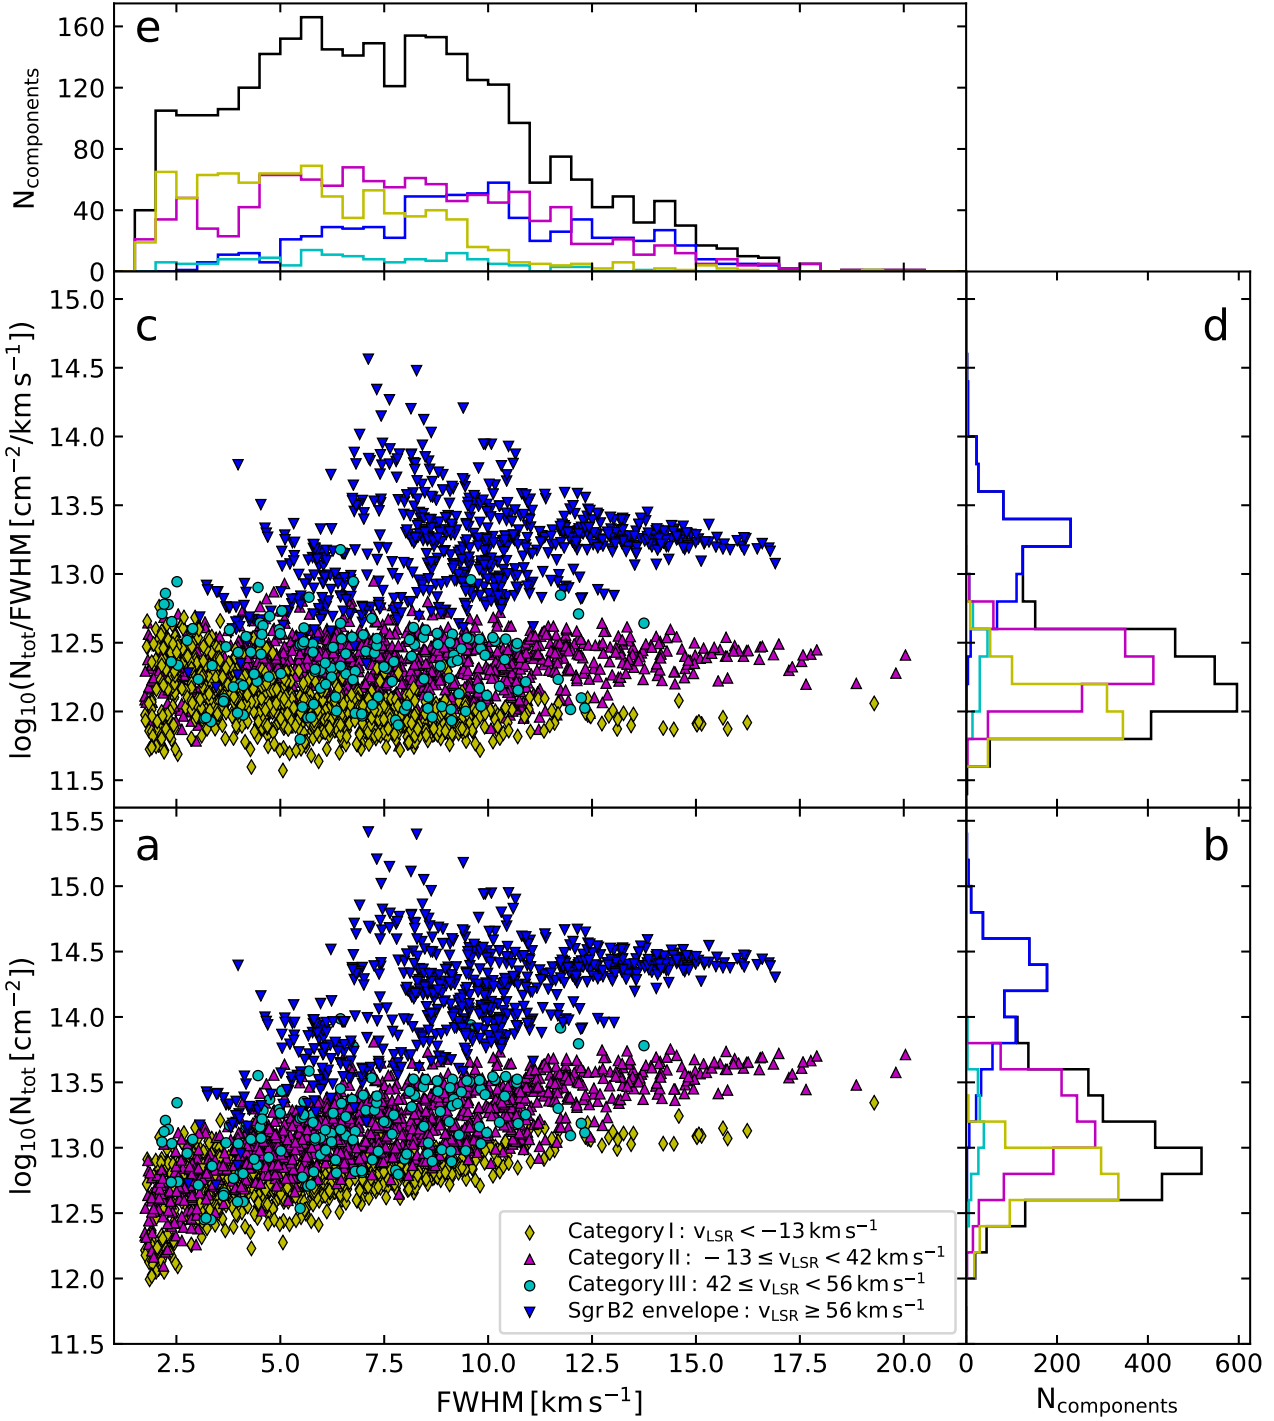 e
160
120
80
40
0
N_components
c
d
15.0
14.5
14.0
13.5
13.0
12.5
12.0
11.5
log₁₀(N_tot/FWHM [cm⁻²/km s⁻¹])
a
b
15.5
15.0
14.5
14.0
13.5
13.0
12.5
12.0
11.5
log₁₀(N_tot [cm⁻²])
Category I : v_LSR < −13 km s⁻¹
Category II : −13 ≤ v_LSR < 42 km s⁻¹
Category III : 42 ≤ v_LSR < 56 km s⁻¹
Sgr B2 envelope : v_LSR ≥ 56 km s⁻¹
2.5 5.0 7.5 10.0 12.5 15.0 17.5 20.0
0 200 400 600
FWHM [km s⁻¹]
N_components